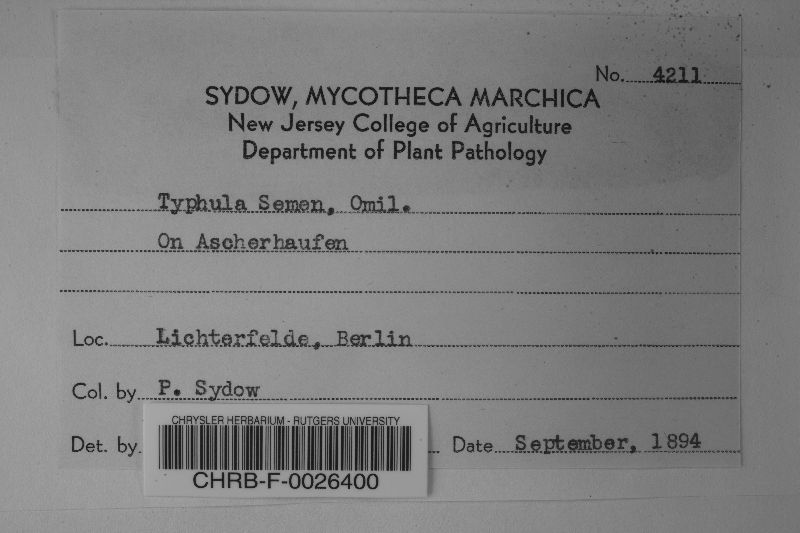 No. 4211
SYDOW, MYCOTHECA MARCHICA
New Jersey College of Agriculture
Department of Plant Pathology
Typhula Semen, Omil.
On Ascherhaufen
Loc. Lichterfelde, Berlin
Col. by P. Sydow
Det. by
Date September, 1894
CHRYSLER HERBARIUM - RUTGERS UNIVERSITY
CHRB-F-0026400